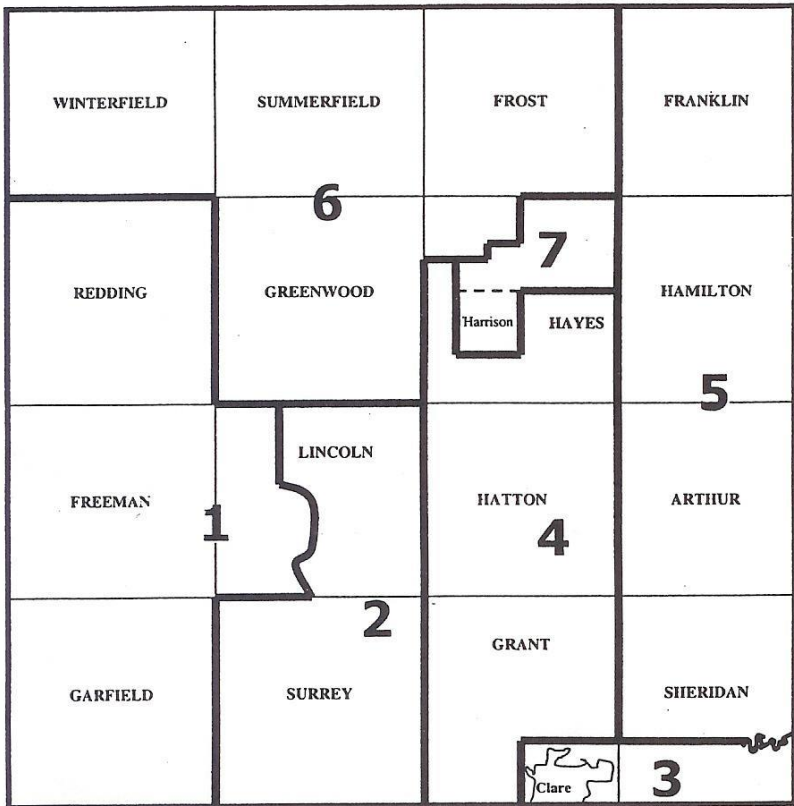 WINTERFIELD
SUMMERFIELD
FROST
FRANKLIN
6
7
REDDING
GREENWOOD
HAMILTON
Harrison
HAYES
5
LINCOLN
FREEMAN
HATTON
ARTHUR
1
4
2
GRANT
GARFIELD
SURREY
SHERIDAN
Clare
3